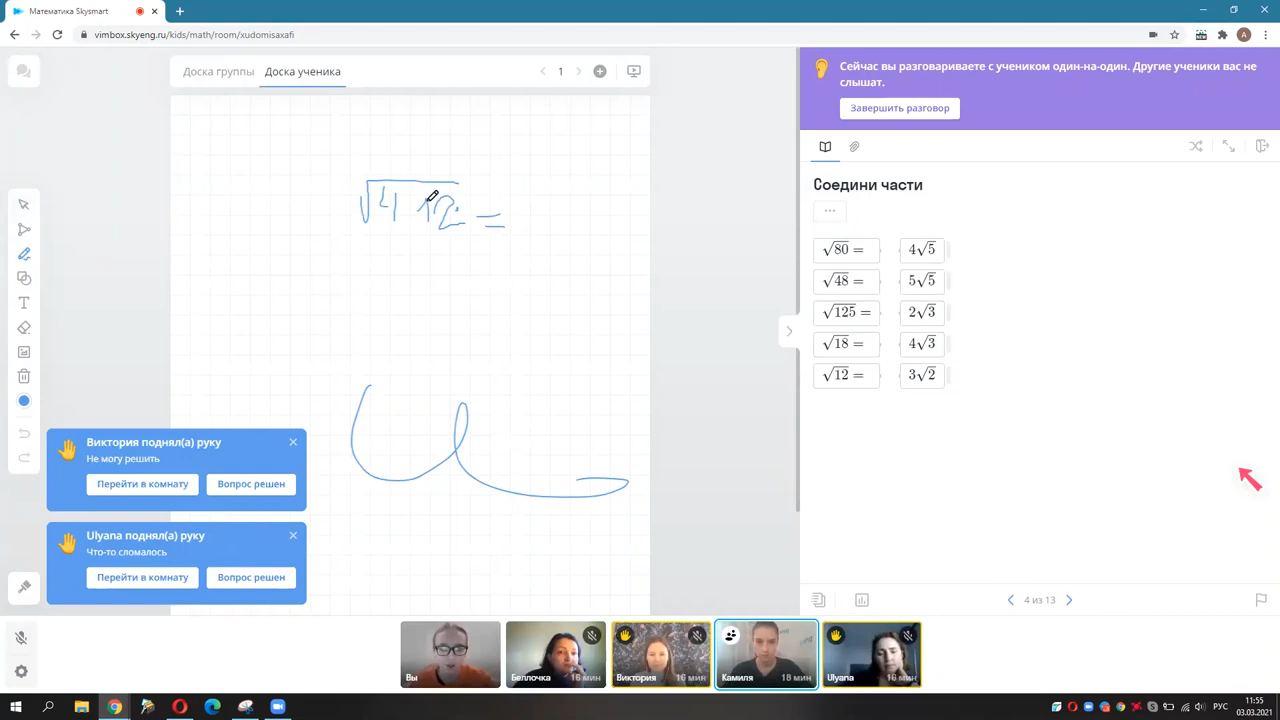 Математика Skysmart
vimbox.skyeng.ru/kids/math/room/xudomisaxafi
Доска группы
Доска ученика
1
Сейчас вы разговариваете с учеником один-на-один. Другие ученики вас не
слышат.
Завершить разговор
Соедини части
...
√80 = 4√5
√48 = 5√5
√125 = 2√3
√18 = 4√3
√12 = 3√2
√4 12 =
Виктория поднял(а) руку
Не могу решить
Перейти в комнату
Вопрос решен
Ulyana поднял(а) руку
Что-то сломалось
Перейти в комнату
Вопрос решен
4 из 13
Вы
Беллочка 16 мин
Виктория 16 мин
Камиля 18 мин
Ulyana 16 мин
РУС
11:55
03.03.2021